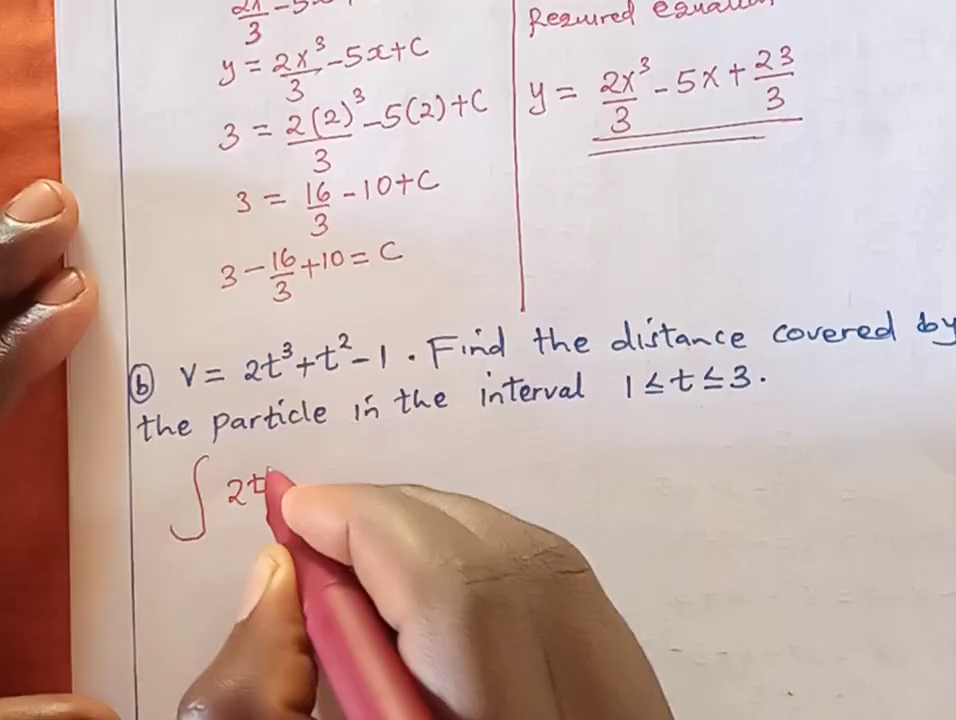 y = 2x³/3 - 5x + C
3 = 2(2)³/3 - 5(2) + C
3 = 16/3 - 10 + C
3 - 16/3 + 10 = C
Required equation
y = 2x³/3 - 5x + 23/3
(b) V = 2t³ + t² - 1 . Find the distance covered by
the particle in the interval 1 ≤ t ≤ 3.
∫ 2t